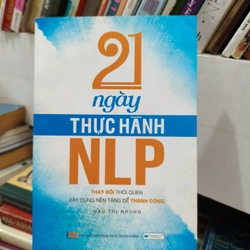 21
ngày
THỰC HÀNH
NLP
THAY ĐỔI THÓI QUEN
XÂY DỰNG NỀN TẢNG ĐỂ THÀNH CÔNG
ĐẬU THỊ NHUNG